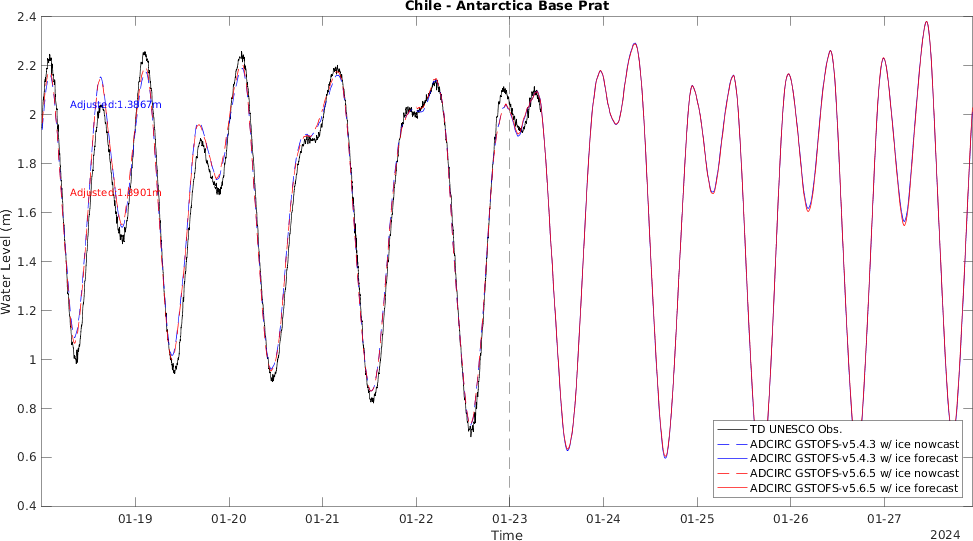 Chile - Antarctica Base Prat
2.4
2.2
2
1.8
1.6
1.4
1.2
1
0.8
0.6
0.4
Water Level (m)
Adjusted:1.3867m
Adjusted:1.3901m
TD UNESCO Obs.
ADCIRC GSTOFS-v5.4.3 w/ ice nowcast
ADCIRC GSTOFS-v5.4.3 w/ ice forecast
ADCIRC GSTOFS-v5.6.5 w/ ice nowcast
ADCIRC GSTOFS-v5.6.5 w/ ice forecast
01-19 01-20 01-21 01-22 01-23 01-24 01-25 01-26 01-27
Time
2024